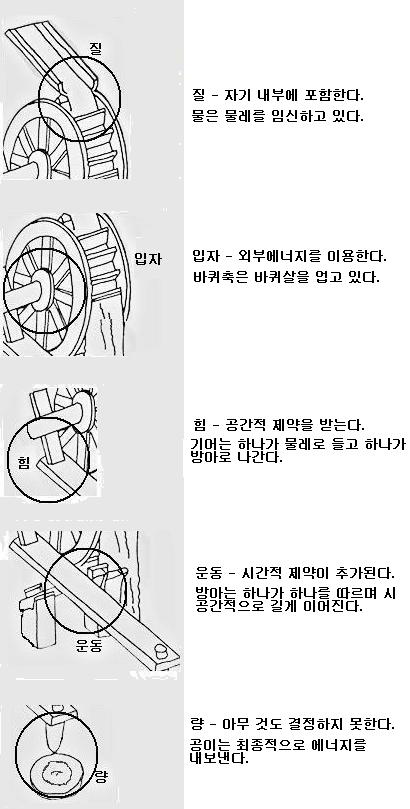 질
질 - 자기 내부에 포함한다.
물은 물레를 임신하고 있다.
입자
입자 - 외부에너지를 이용한다.
바퀴축은 바퀴살을 업고 있다.
힘
힘 - 공간적 제약을 받는다.
기어는 하나가 물레로 들고 하나가
방아로 나간다.
운동
운동 - 시간적 제약이 추가된다.
방아는 하나가 하나를 따르며 시
공간적으로 길게 이어진다.
량
량 - 아무 것도 결정하지 못한다.
공이는 최종적으로 에너지를
내보낸다.